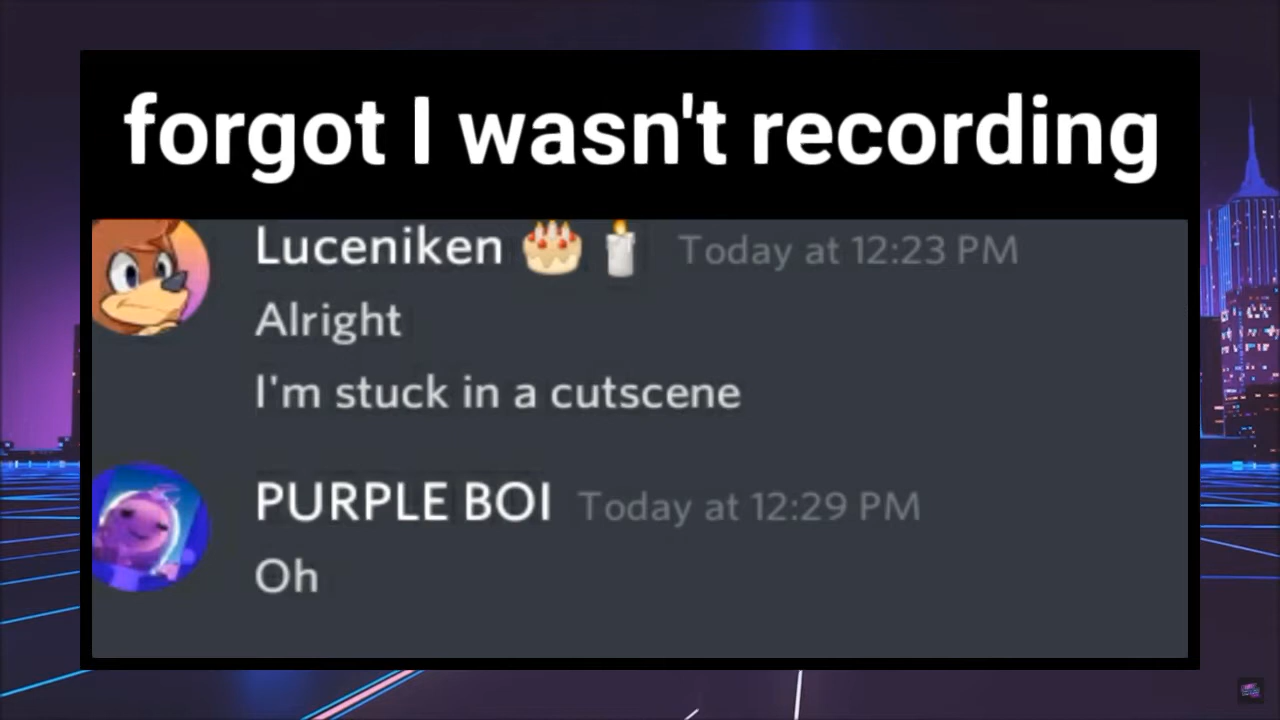 forgot I wasn't recording
Luceniken 🎂🕯️ Today at 12:23 PM
Alright
I'm stuck in a cutscene
PURPLE BOI Today at 12:29 PM
Oh